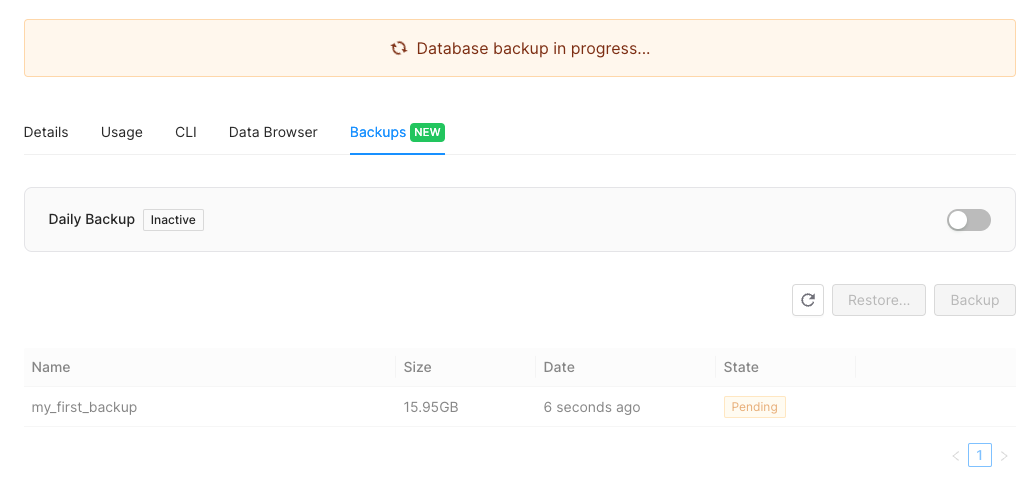 Database backup in progress...
Details Usage CLI Data Browser Backups NEW
Daily Backup Inactive
Restore... Backup
Name Size Date State
my_first_backup 15.95GB 6 seconds ago Pending
1